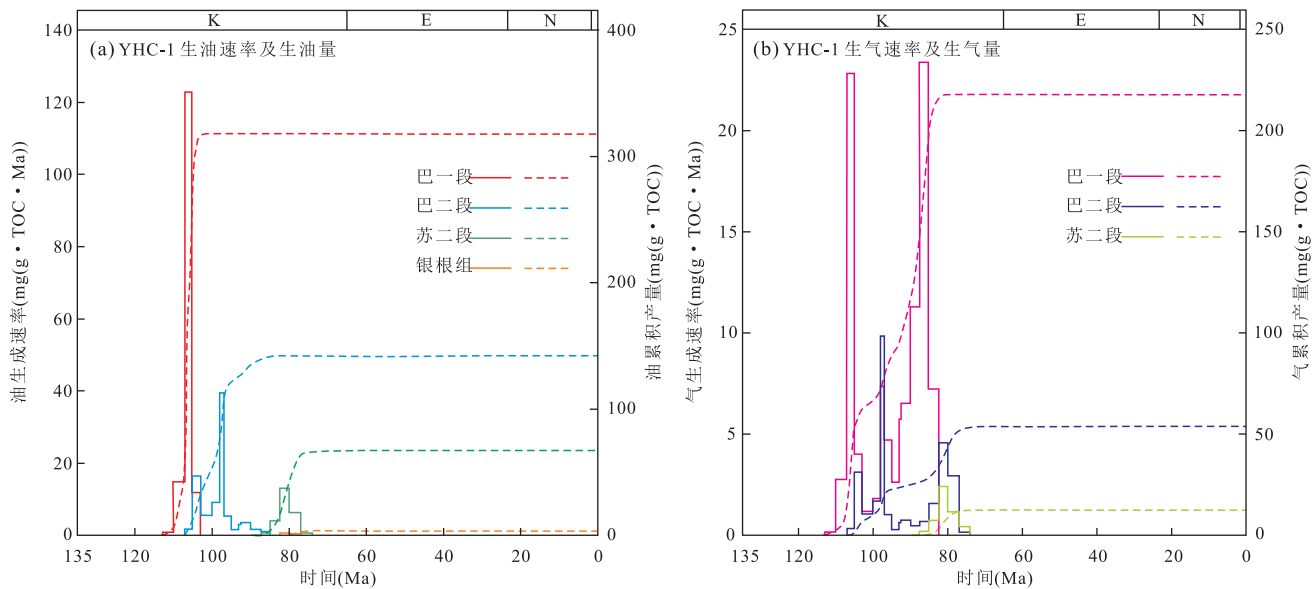 K E N
(a) YHC-1 生油速率及生油量
140
120
100
80
60
40
20
0
油生成速率(mg(g·TOC·Ma))
400
300
200
100
0
油累积产量(mg(g·TOC))
巴一段
巴二段
苏二段
银根组
135 120 100 80 60 40 20 0
时间(Ma)
K E N
(b) YHC-1 生气速率及生气量
25
20
15
10
5
0
气生成速率(mg(g·TOC·Ma))
250
200
150
100
50
0
气累积产量(mg(g·TOC))
巴一段
巴二段
苏二段
135 120 100 80 60 40 20 0
时间(Ma)